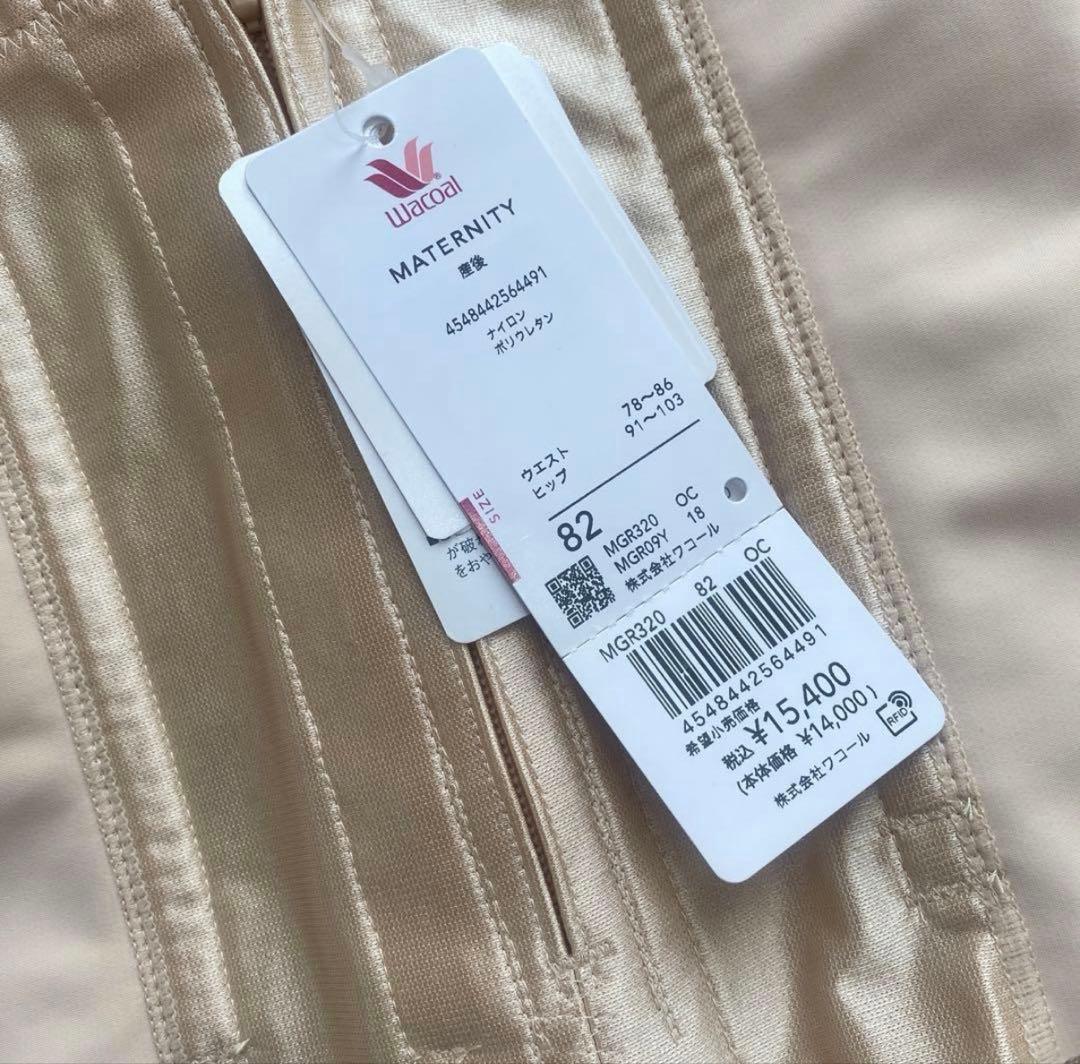 Wacoal®
MATERNITY
産後
4548442564491
ナイロン
ポリウレタン
ウエスト 78〜86
ヒップ 91〜103
SIZE
82
MGR320 OC
MGR09Y 18
株式会社ワコール
が破れ
をおや
MGR320 82 OC
4548442564491
希望小売価格
税込 ¥15,400
(本体価格 ¥14,000)
株式会社ワコール
RFID